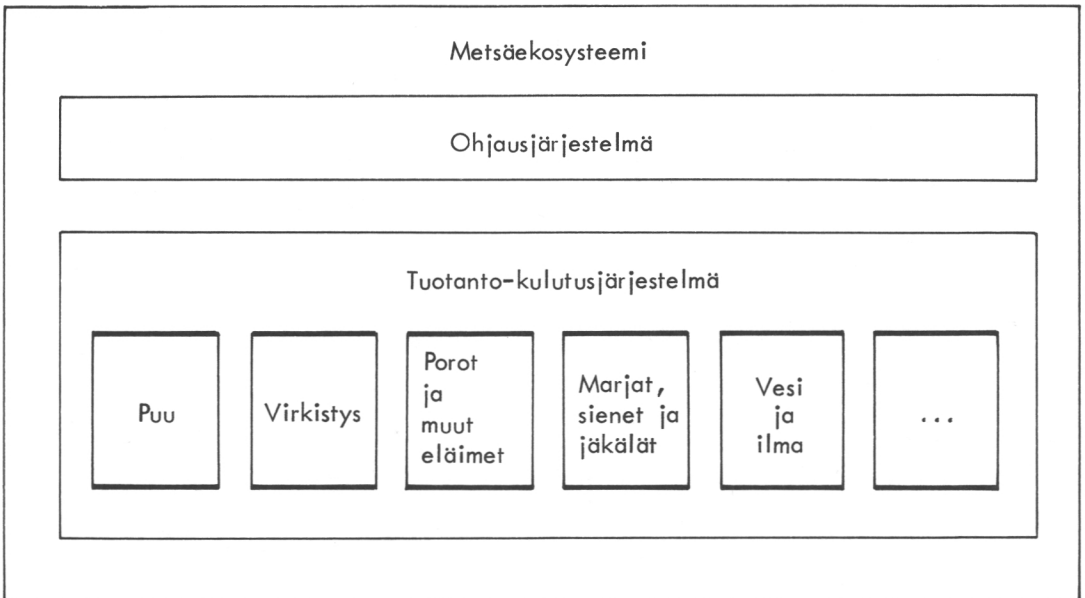 Metsäekosysteemi
Ohjausjärjestelmä
Tuotanto-kulutusjärjestelmä
Puu
Virkistys
Porot
ja
muut
eläimet
Marjat,
sienet ja
jäkälät
Vesi
ja
ilma
...